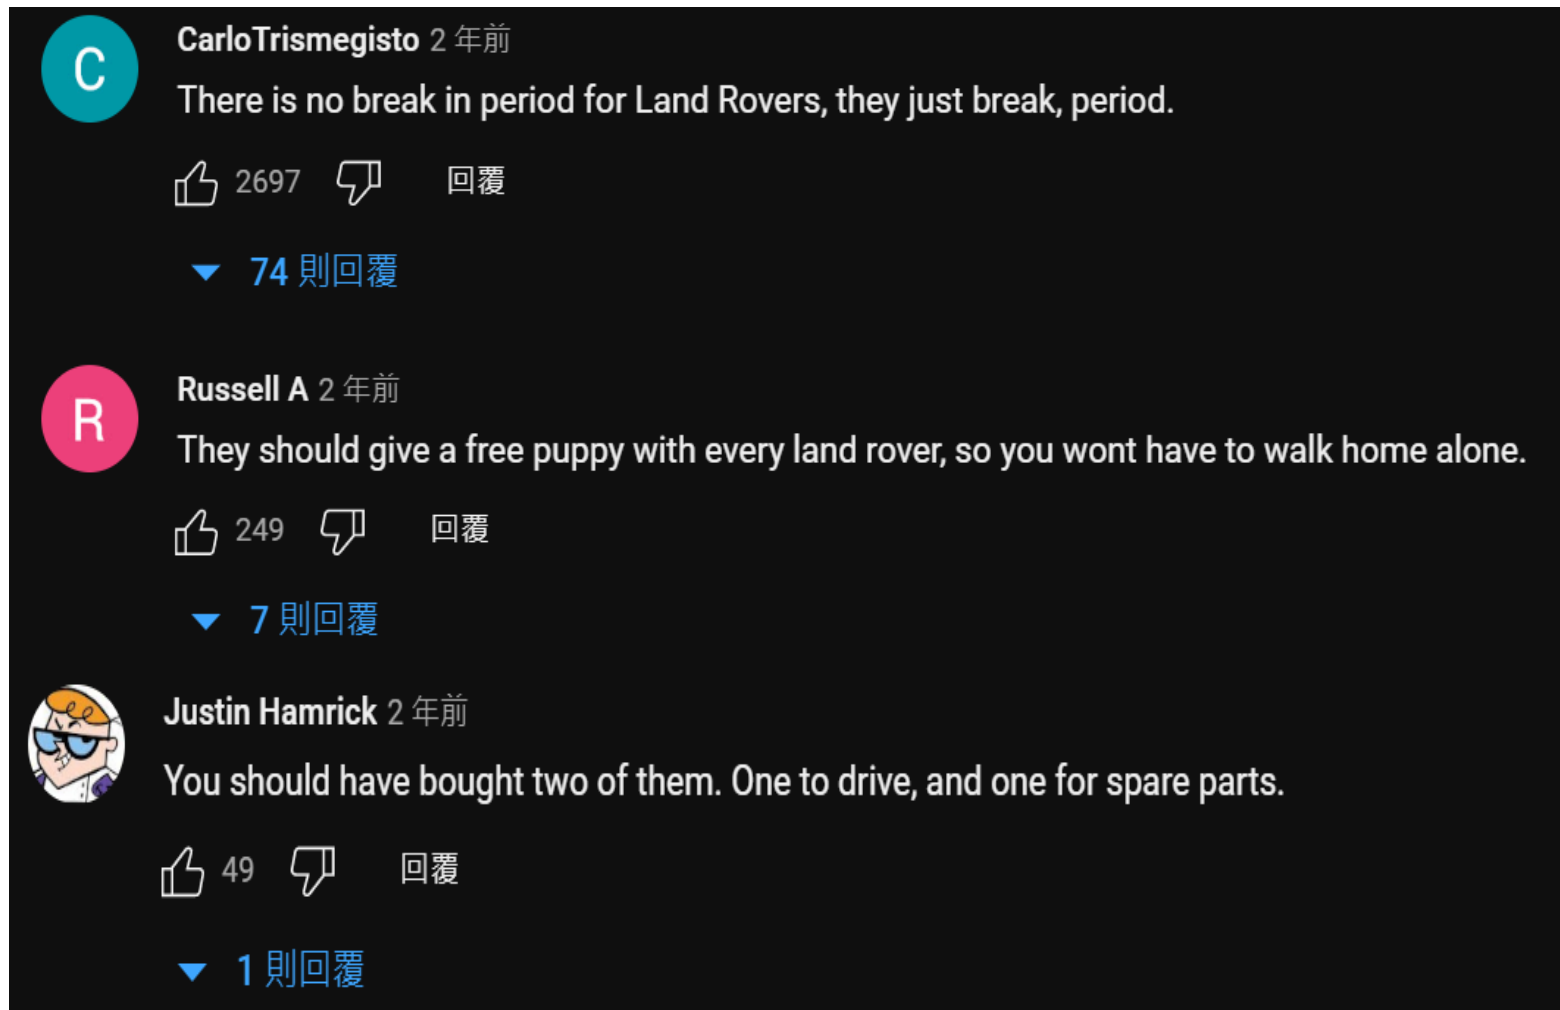 CarloTrismegisto 2 年前
There is no break in period for Land Rovers, they just break, period.
2697 回覆
74 則回覆
Russell A 2 年前
They should give a free puppy with every land rover, so you wont have to walk home alone.
249 回覆
7 則回覆
Justin Hamrick 2 年前
You should have bought two of them. One to drive, and one for spare parts.
49 回覆
1 則回覆